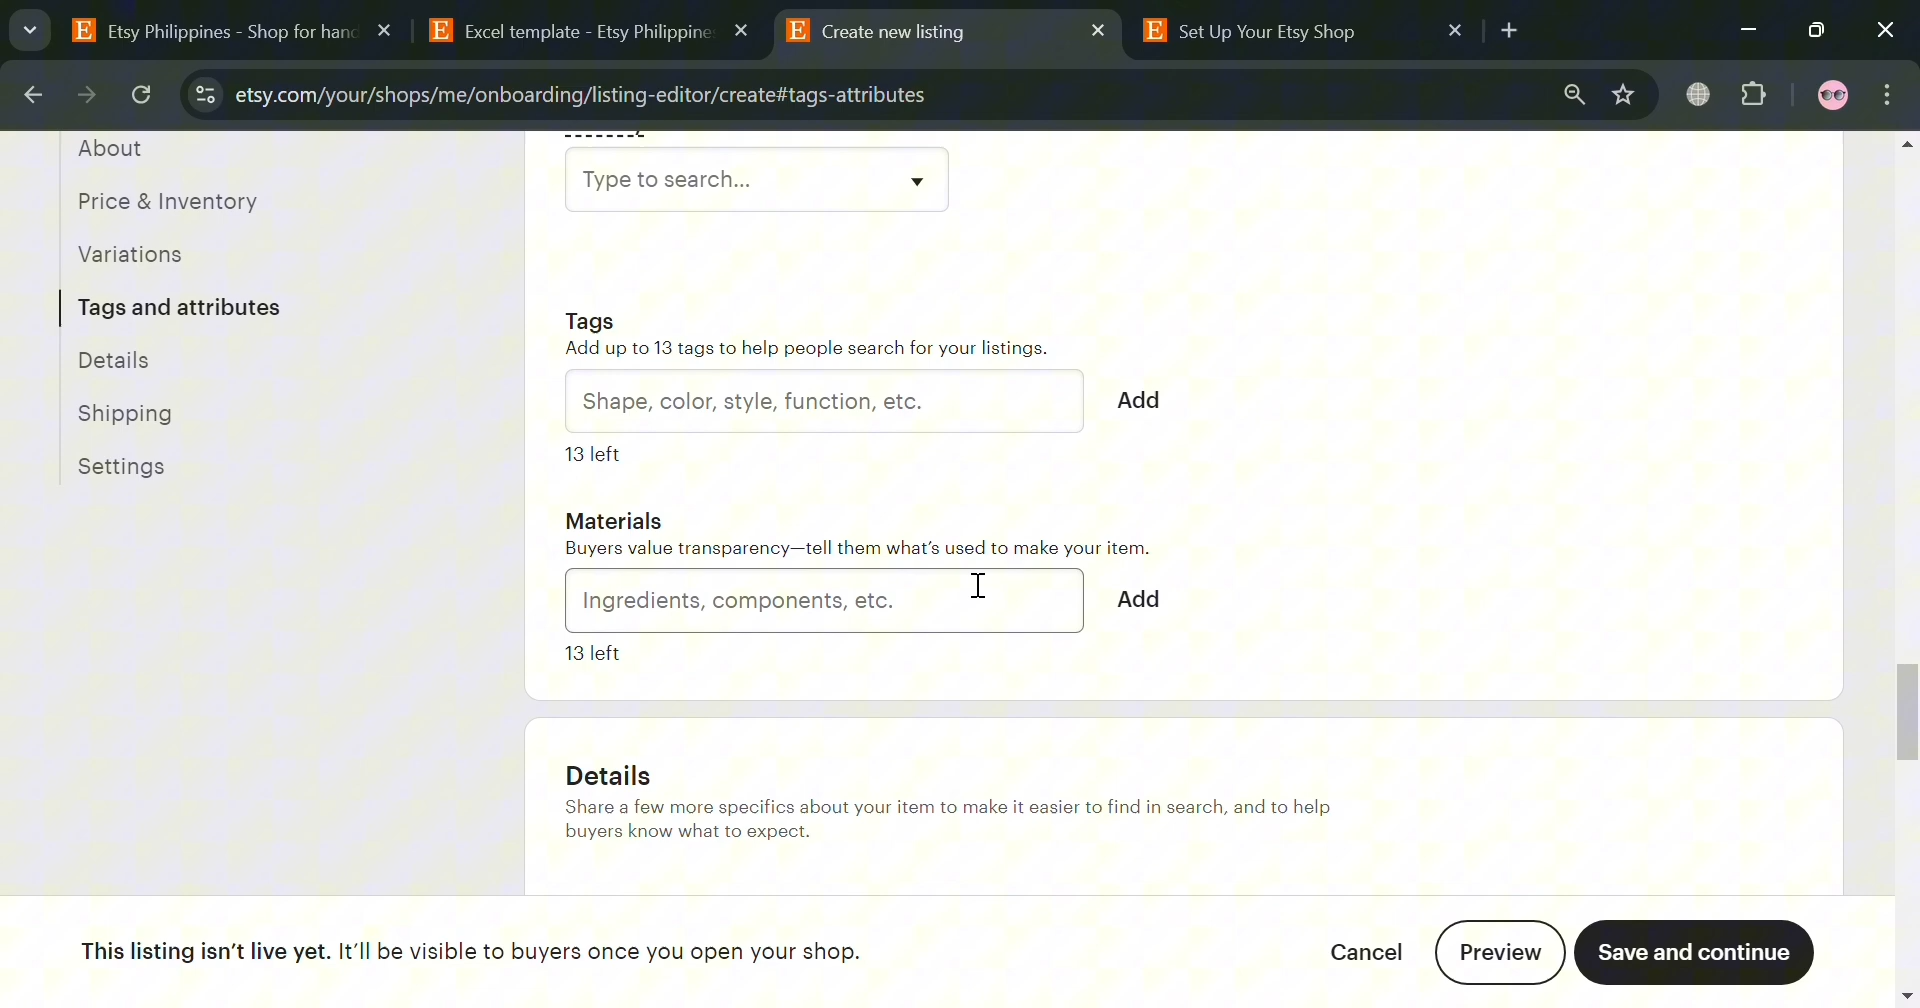 Etsy Philippines - Shop for han
Excel template - Etsy Philippine
Create new listing
Set Up Your Etsy Shop
etsy.com/your/shops/me/onboarding/listing-editor/create#tags-attributes
About
Price & Inventory
Variations
Tags and attributes
Details
Shipping
Settings
Type to search...
Tags
Add up to 13 tags to help people search for your listings.
Shape, color, style, function, etc.
Add
13 left
Materials
Buyers value transparency—tell them what's used to make your item.
Ingredients, components, etc.
Add
13 left
Details
Share a few more specifics about your item to make it easier to find in search, and to help
buyers know what to expect.
This listing isn't live yet. It'll be visible to buyers once you open your shop.
Cancel
Preview
Save and continue